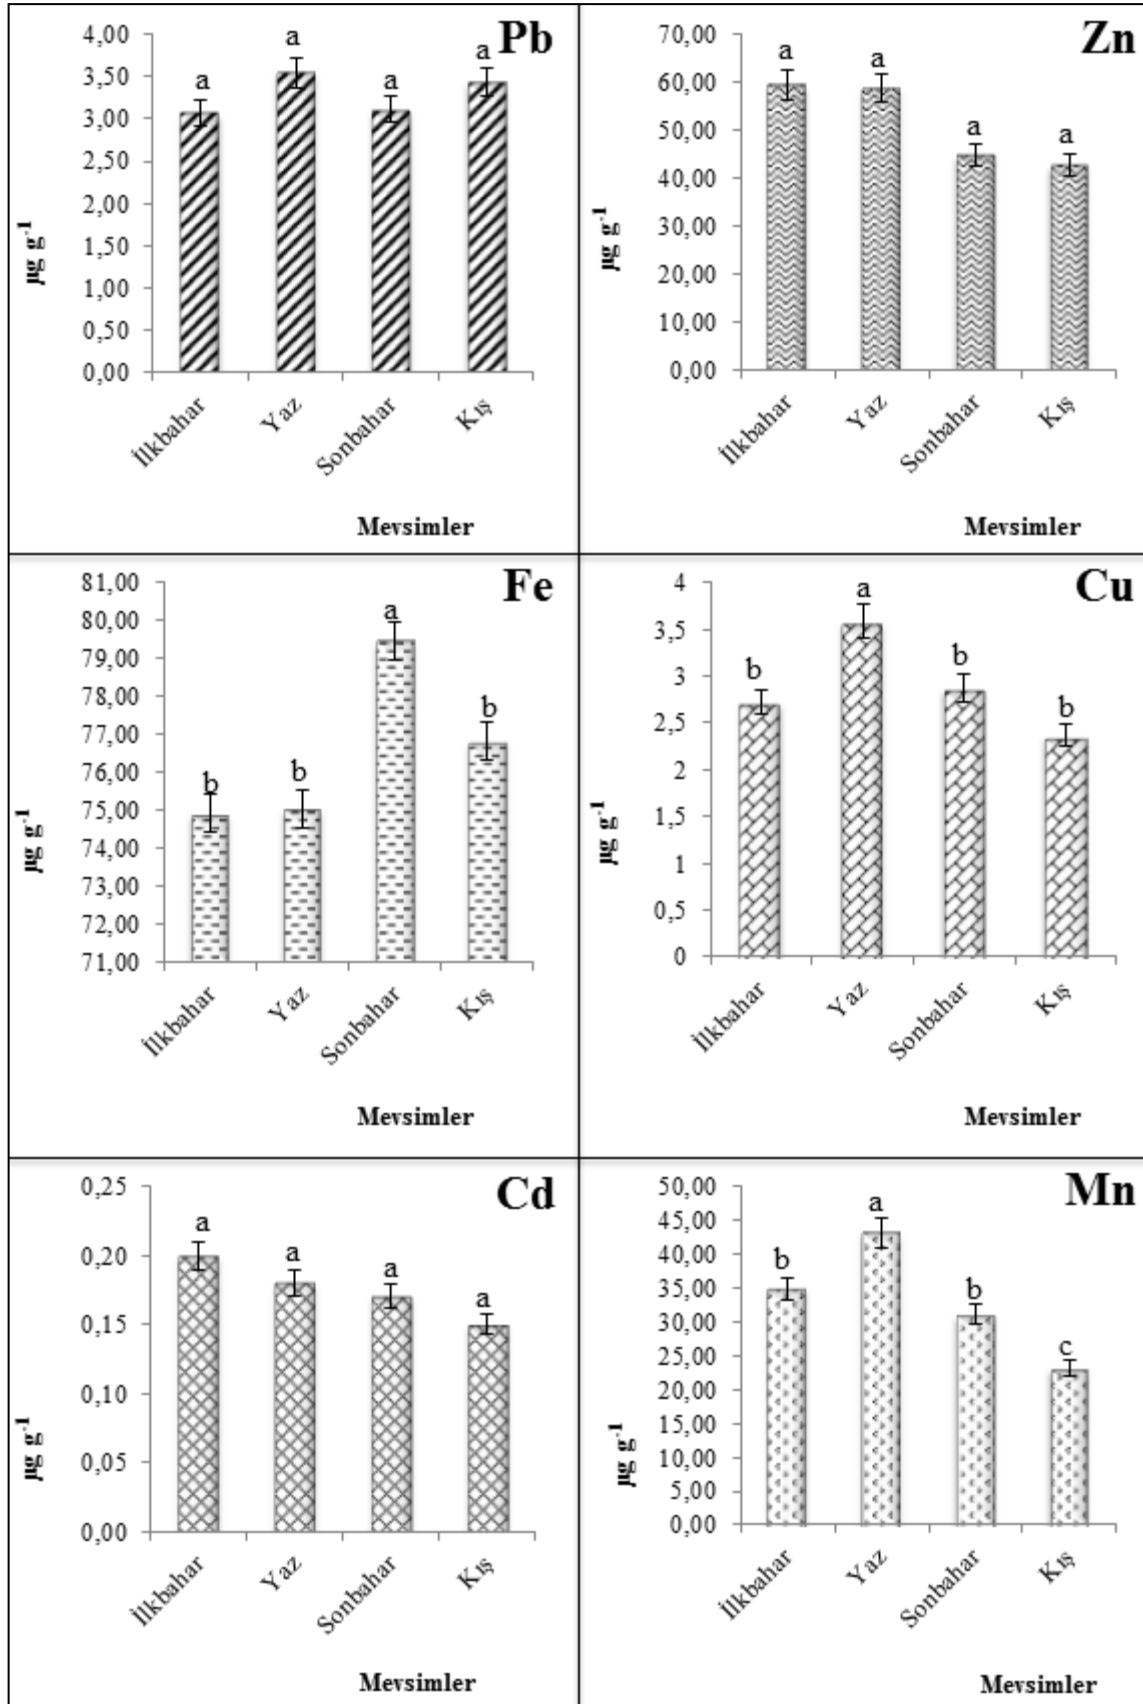 Pb
4,00
3,50
3,00
2,50
2,00
1,50
1,00
0,50
0,00
a
a
a
a
µg g-1
İlkbahar
Yaz
Sonbahar
Kış
Mevsimler
Zn
70,00
60,00
50,00
40,00
30,00
20,00
10,00
0,00
a
a
a
a
µg g-1
İlkbahar
Yaz
Sonbahar
Kış
Mevsimler
Fe
81,00
80,00
79,00
78,00
77,00
76,00
75,00
74,00
73,00
72,00
71,00
b
b
a
b
µg g-1
İlkbahar
Yaz
Sonbahar
Kış
Mevsimler
Cu
4
3,5
3
2,5
2
1,5
1
0,5
0
b
a
b
b
µg g-1
İlkbahar
Yaz
Sonbahar
Kış
Mevsimler
Cd
0,25
0,20
0,15
0,10
0,05
0,00
a
a
a
a
µg g-1
İlkbahar
Yaz
Sonbahar
Kış
Mevsimler
Mn
50,00
45,00
40,00
35,00
30,00
25,00
20,00
15,00
10,00
5,00
0,00
b
a
b
c
µg g-1
İlkbahar
Yaz
Sonbahar
Kış
Mevsimler